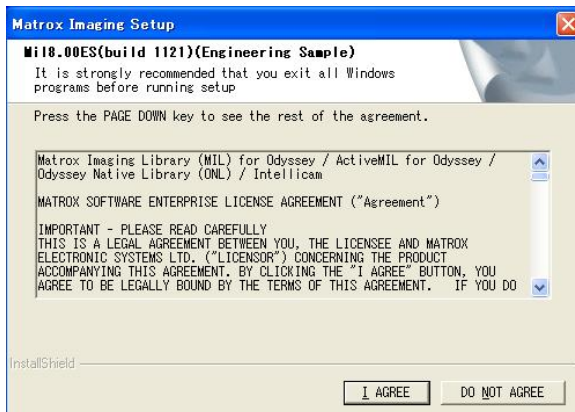 Matrox Imaging Setup
Mil8.00ES(build 1121)(Engineering Sample)
It is strongly recommended that you exit all Windows
programs before running setup
Press the PAGE DOWN key to see the rest of the agreement.
Matrox Imaging Library (MIL) for Odyssey / ActiveMIL for Odyssey /
Odyssey Native Library (ONL) / Intellicam
MATROX SOFTWARE ENTERPRISE LICENSE AGREEMENT ("Agreement")
IMPORTANT - PLEASE READ CAREFULLY
THIS IS A LEGAL AGREEMENT BETWEEN YOU, THE LICENSEE AND MATROX
ELECTRONIC SYSTEMS LTD. ("LICENSOR") CONCERNING THE PRODUCT
ACCOMPANYING THIS AGREEMENT. BY CLICKING THE "I AGREE" BUTTON, YOU
AGREE TO BE LEGALLY BOUND BY THE TERMS OF THIS AGREEMENT. IF YOU DO
InstallShield
I AGREE
DO NOT AGREE